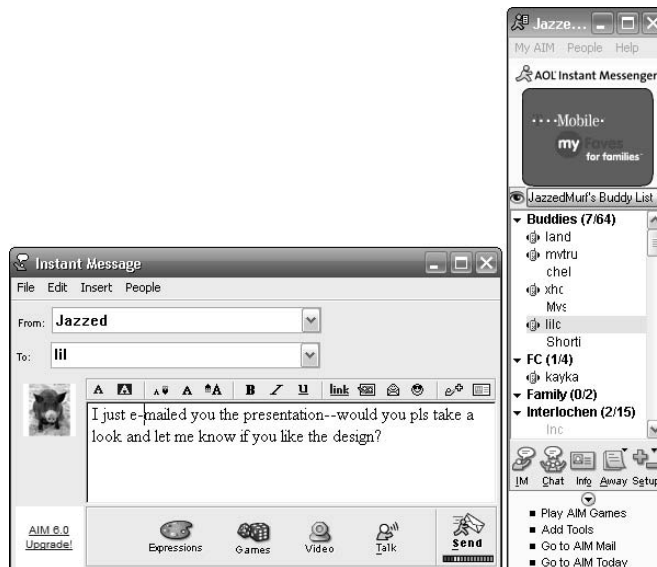 Jazze...
My AIM People Help
AOL Instant Messenger
Mobile
my Faves
for families
JazzedMurf's Buddy List
Buddies (7/64)
land
mvtru
chel
xhc
Mvs
lilc
Shorti
FC (1/4)
kayka
Family (0/2)
Interlochen (2/15)
Inc
IM Chat Info Away Setup
Play AIM Games
Add Tools
Go to AIM Mail
Go to AIM Today
Instant Message
File Edit Insert People
From: Jazzed
To: lil
A A A A A B I U link
I just e-mailed you the presentation--would you pls take a
look and let me know if you like the design?
AIM 6.0
Upgrade!
Expressions Games Video Talk Send